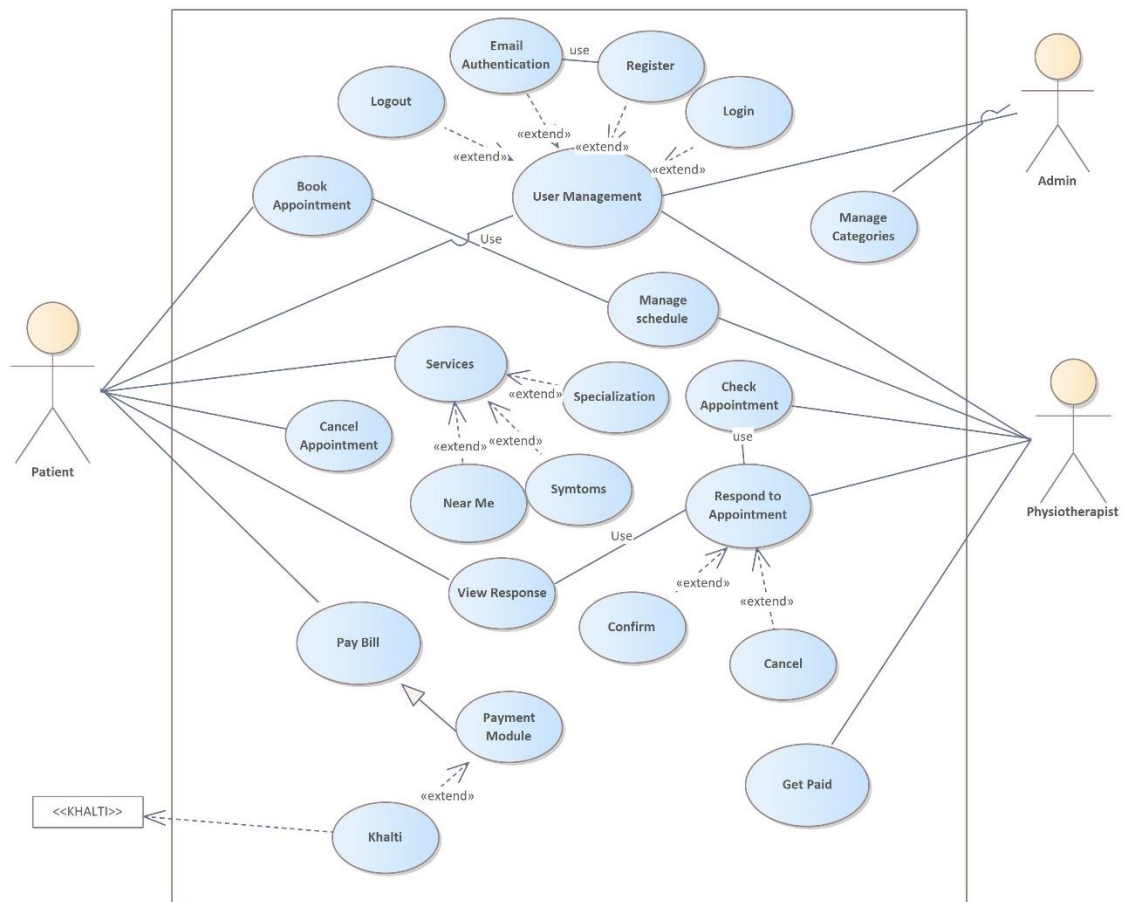 Email
Authentication
use
Register
Logout
Login
«extend»
«extend»
«extend»
«extend»
Admin
Book
Appointment
User Management
Manage
Categories
Use
Manage
schedule
Services
Specialization
«extend»
Check
Appointment
Cancel
Appointment
«extend»
«extend»
use
Patient
Near Me
Symtoms
Respond to
Appointment
Physiotherapist
Use
View Response
«extend»
«extend»
Confirm
Pay Bill
Cancel
Payment
Module
Get Paid
«extend»
<<KHALTI>>
Khalti